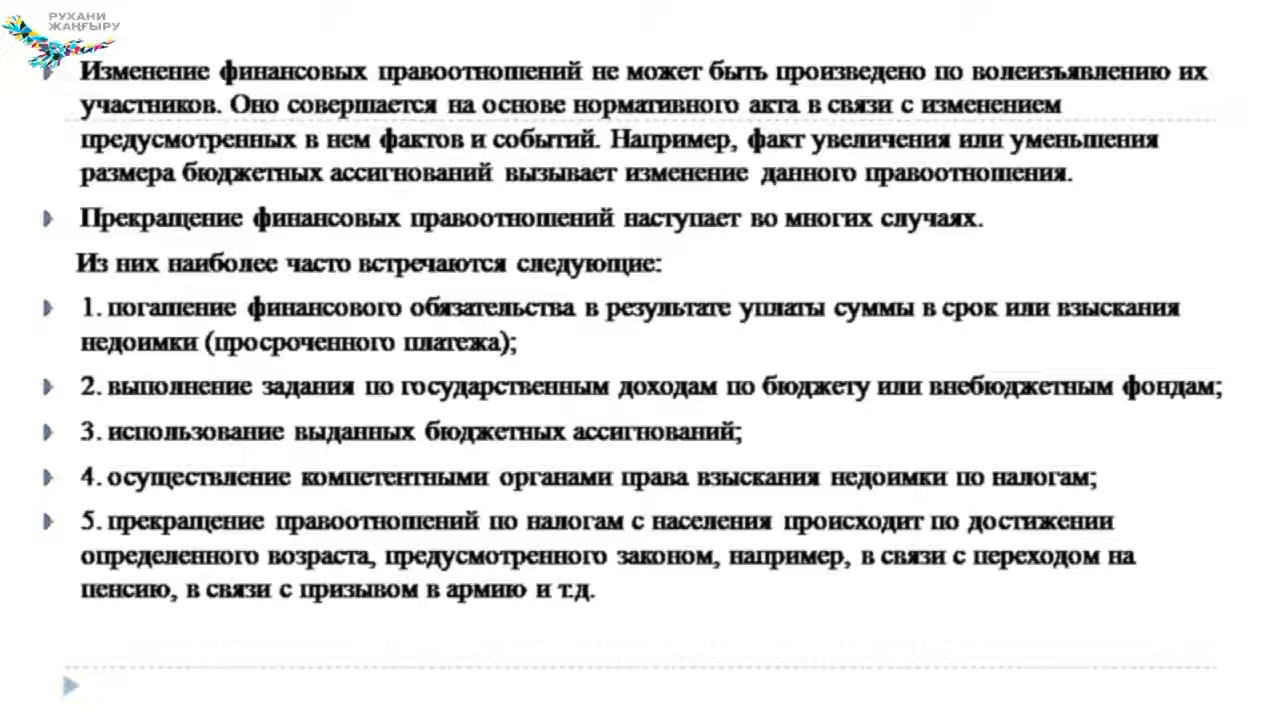 РУХАНИ
ЖАҢҒЫРУ
Изменение финансовых правоотношений не может быть произведено по волеизъявлению их
участников. Оно совершается на основе нормативного акта в связи с изменением
предусмотренных в нем фактов и событий. Например, факт увеличения или уменьшения
размера бюджетных ассигнований вызывает изменение данного правоотношения.
Прекращение финансовых правоотношений наступает во многих случаях.
Из них наиболее часто встречаются следующие:
1. погашение финансового обязательства в результате уплаты суммы в срок или взыскания
недоимки (просроченного платежа);
2. выполнение задания по государственным доходам по бюджету или внебюджетным фондам;
3. использование выданных бюджетных ассигнований;
4. осуществление компетентными органами права взыскания недоимки по налогам;
5. прекращение правоотношений по налогам с населения происходит по достижении
определенного возраста, предусмотренного законом, например, в связи с переходом на
пенсию, в связи с призывом в армию и т.д.